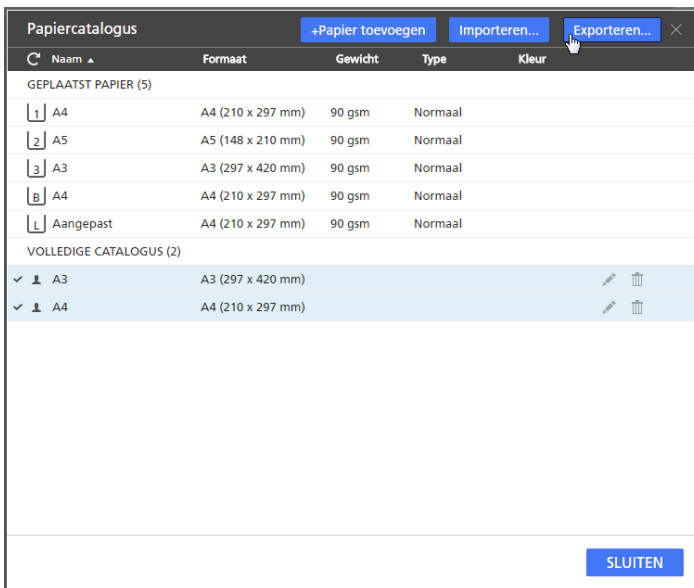 Papiercatalogus +Papier toevoegen Importeren... Exporteren...
Naam Formaat Gewicht Type Kleur
GEPLAATST PAPIER (5)
1 A4 A4 (210 x 297 mm) 90 gsm Normaal
2 A5 A5 (148 x 210 mm) 90 gsm Normaal
3 A3 A3 (297 x 420 mm) 90 gsm Normaal
B A4 A4 (210 x 297 mm) 90 gsm Normaal
L Aangepast A4 (210 x 297 mm) 90 gsm Normaal
VOLLEDIGE CATALOGUS (2)
A3 A3 (297 x 420 mm)
A4 A4 (210 x 297 mm)
SLUITEN